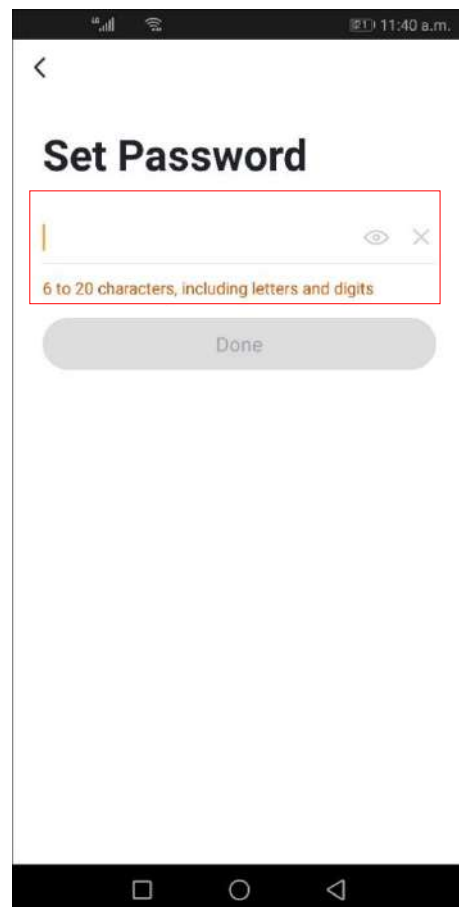 11:40 a.m.
Set Password
6 to 20 characters, including letters and digits
Done